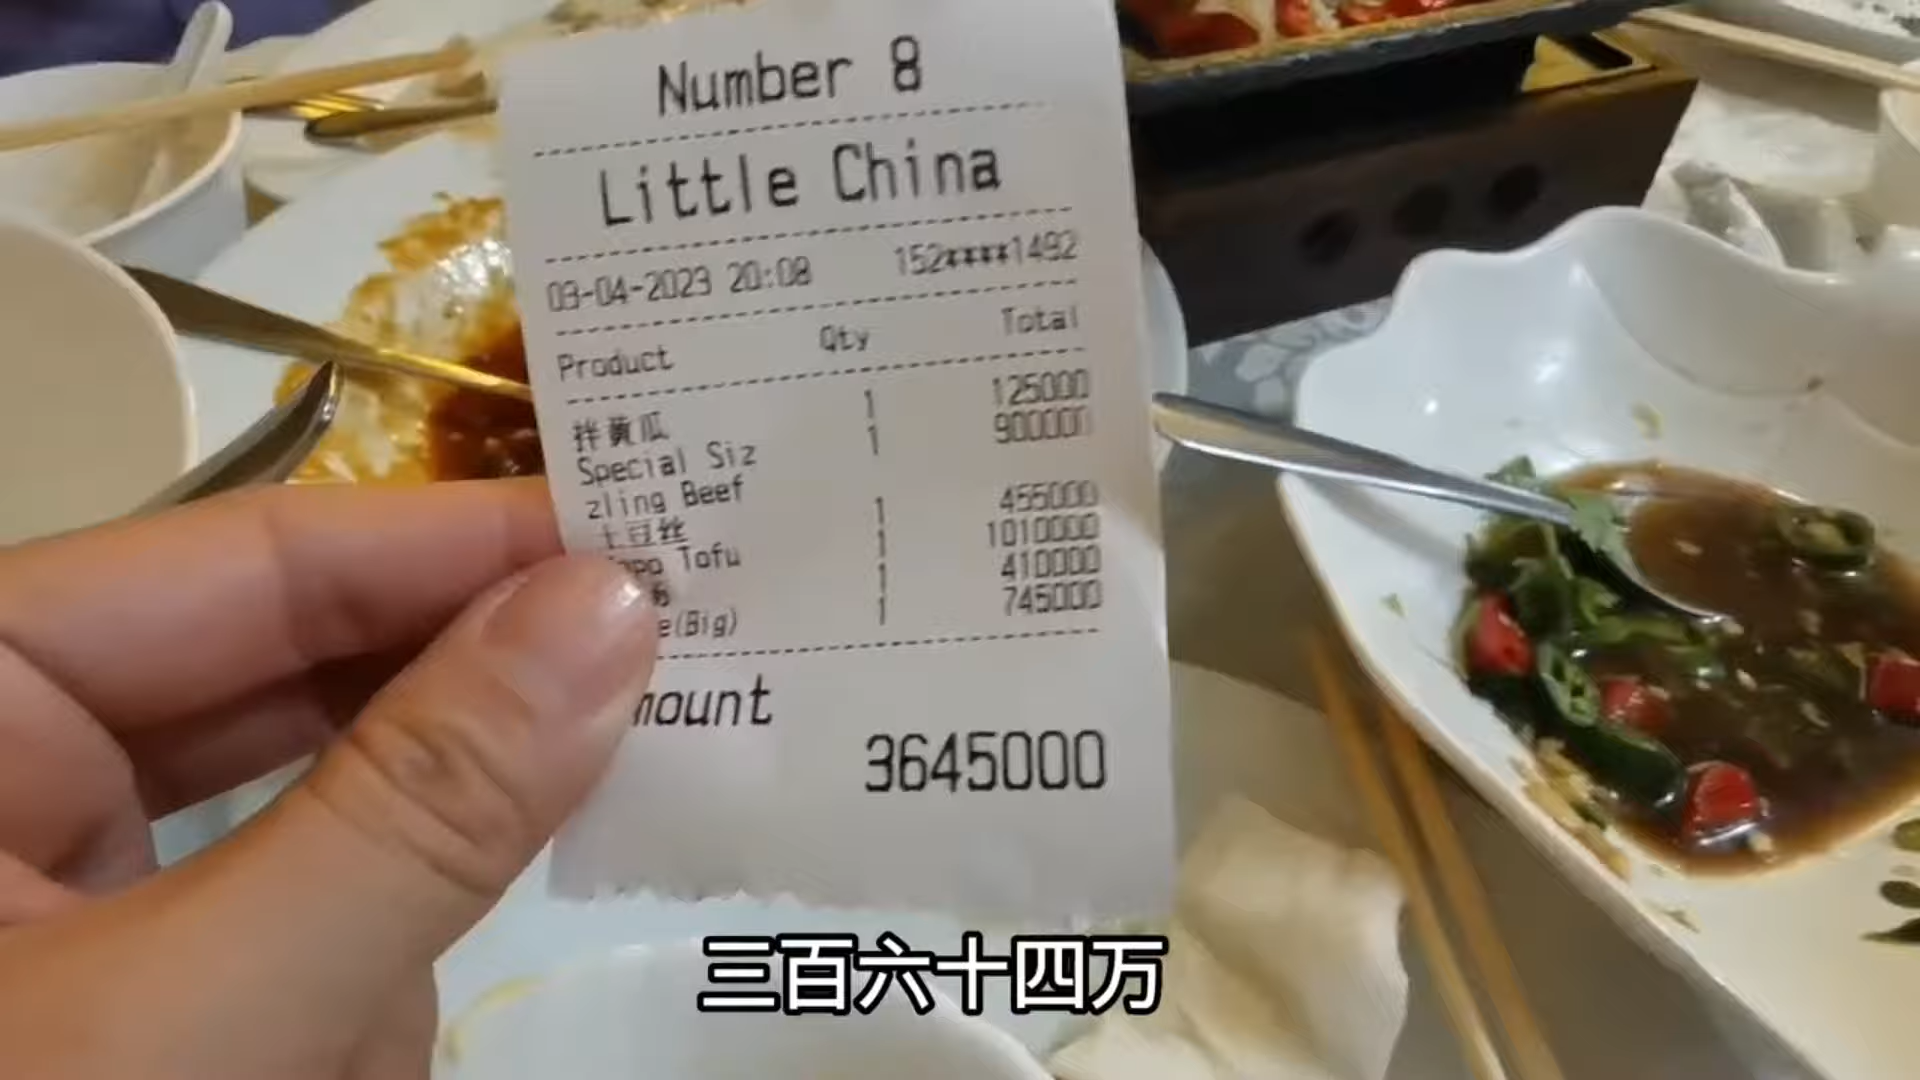 Number 8
Little China
03-04-2023 20:08 152****1492
Product Qty Total
拌黄瓜 1 125000
Special Siz 1 900000
zling Beef
土豆丝 1 455000
Tofu 1 1010000
1 410000
e(Big) 1 745000
mount
3645000
三百六十四万